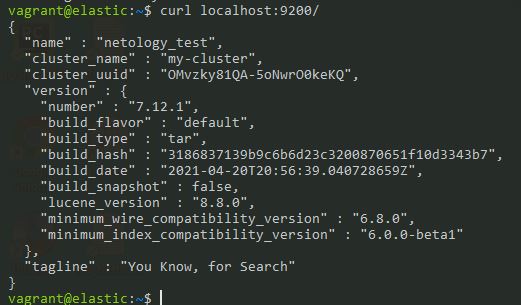 vagrant@elastic:~$ curl localhost:9200/
{
  "name" : "netology_test",
  "cluster_name" : "my-cluster",
  "cluster_uuid" : "OMvzky81QA-5oNwrO0keKQ",
  "version" : {
    "number" : "7.12.1",
    "build_flavor" : "default",
    "build_type" : "tar",
    "build_hash" : "3186837139b9c6b6d23c3200870651f10d3343b7",
    "build_date" : "2021-04-20T20:56:39.040728659Z",
    "build_snapshot" : false,
    "lucene_version" : "8.8.0",
    "minimum_wire_compatibility_version" : "6.8.0",
    "minimum_index_compatibility_version" : "6.0.0-beta1"
  },
  "tagline" : "You Know, for Search"
}
vagrant@elastic:~$